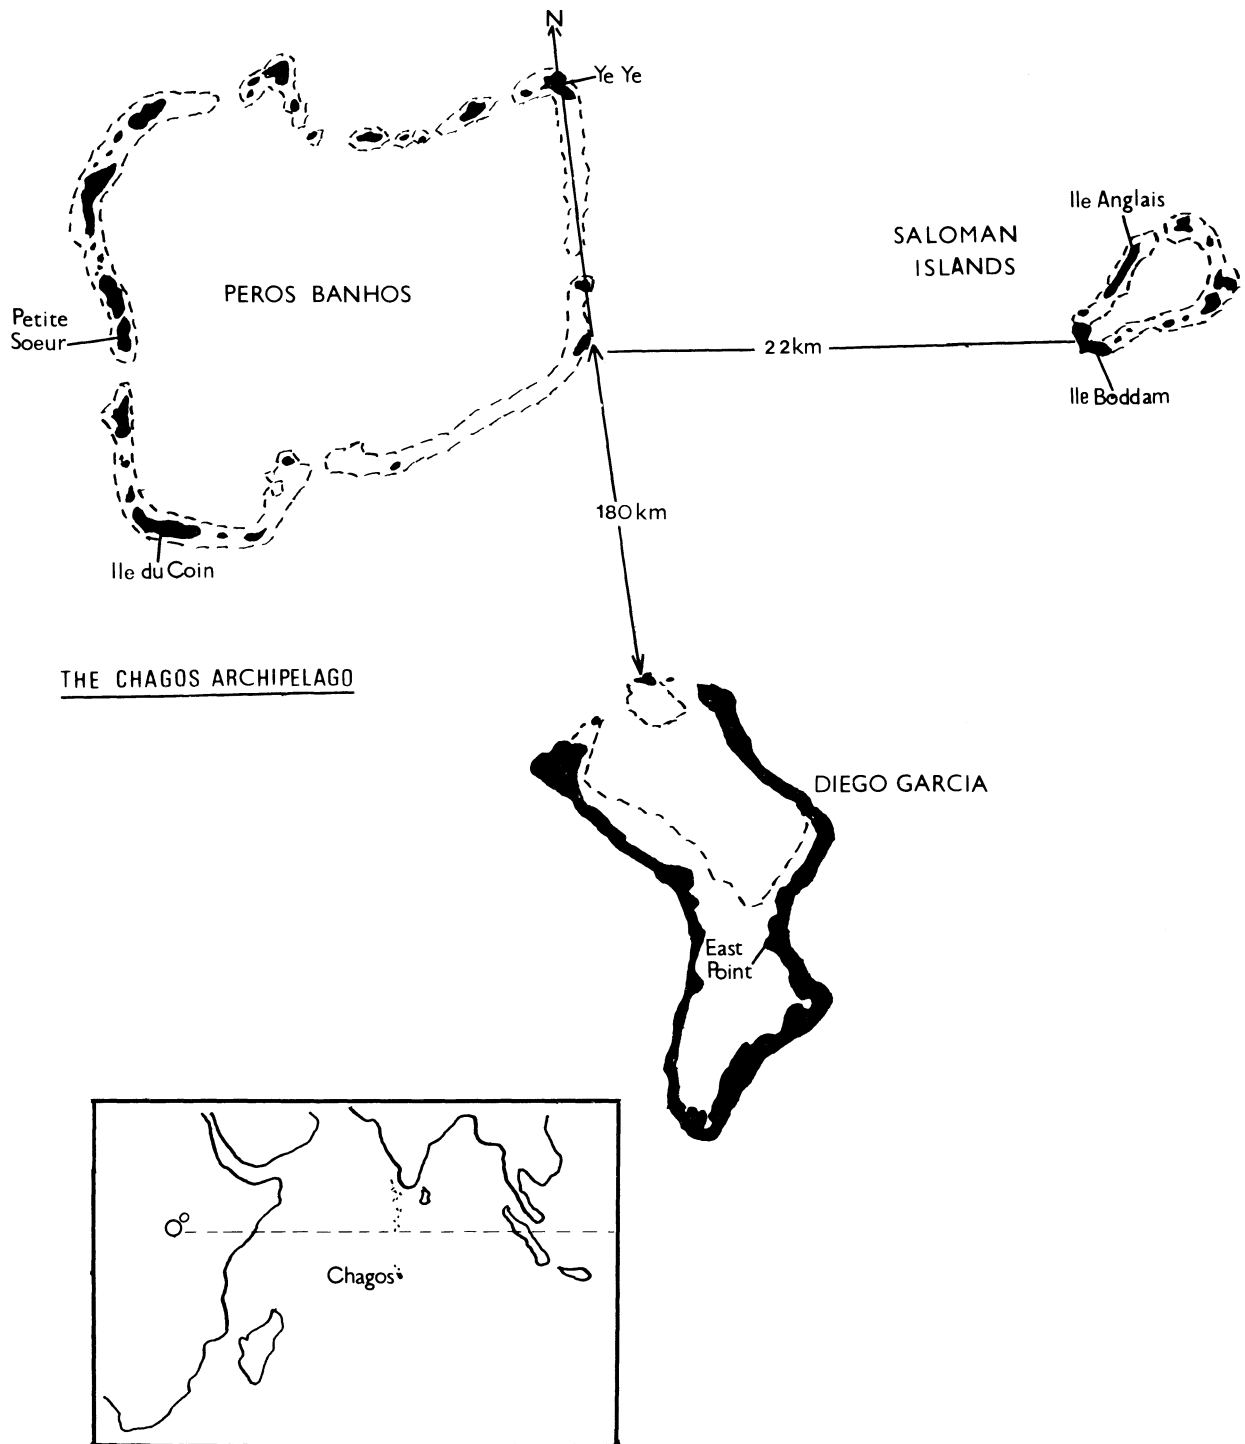 N
Ye Ye
Ile Anglais
SALOMAN
ISLANDS
PEROS BANHOS
Petite
Soeur
22km
Ile Boddam
180km
Ile du Coin
THE CHAGOS ARCHIPELAGO
DIEGO GARCIA
East
Point
O°
Chagos